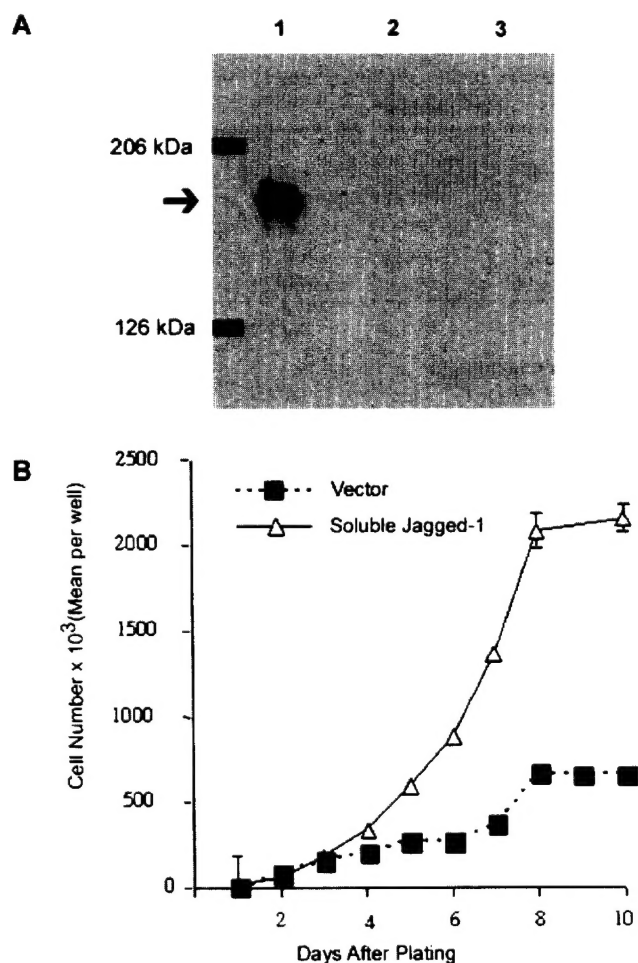 A
1 2 3
206 kDa
126 kDa
B
2500
2000
1500
1000
500
0
Cell Number x 10³ (Mean per well)
Vector
Soluble Jagged-1
2 4 6 8 10
Days After Plating